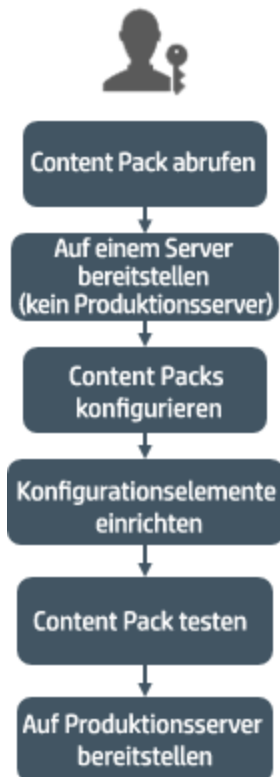 Content Pack abrufen
Auf einem Server
bereitstellen
(kein Produktionsserver)
Content Packs
konfigurieren
Konfigurationselemente
einrichten
Content Pack testen
Auf Produktionsserver
bereitstellen